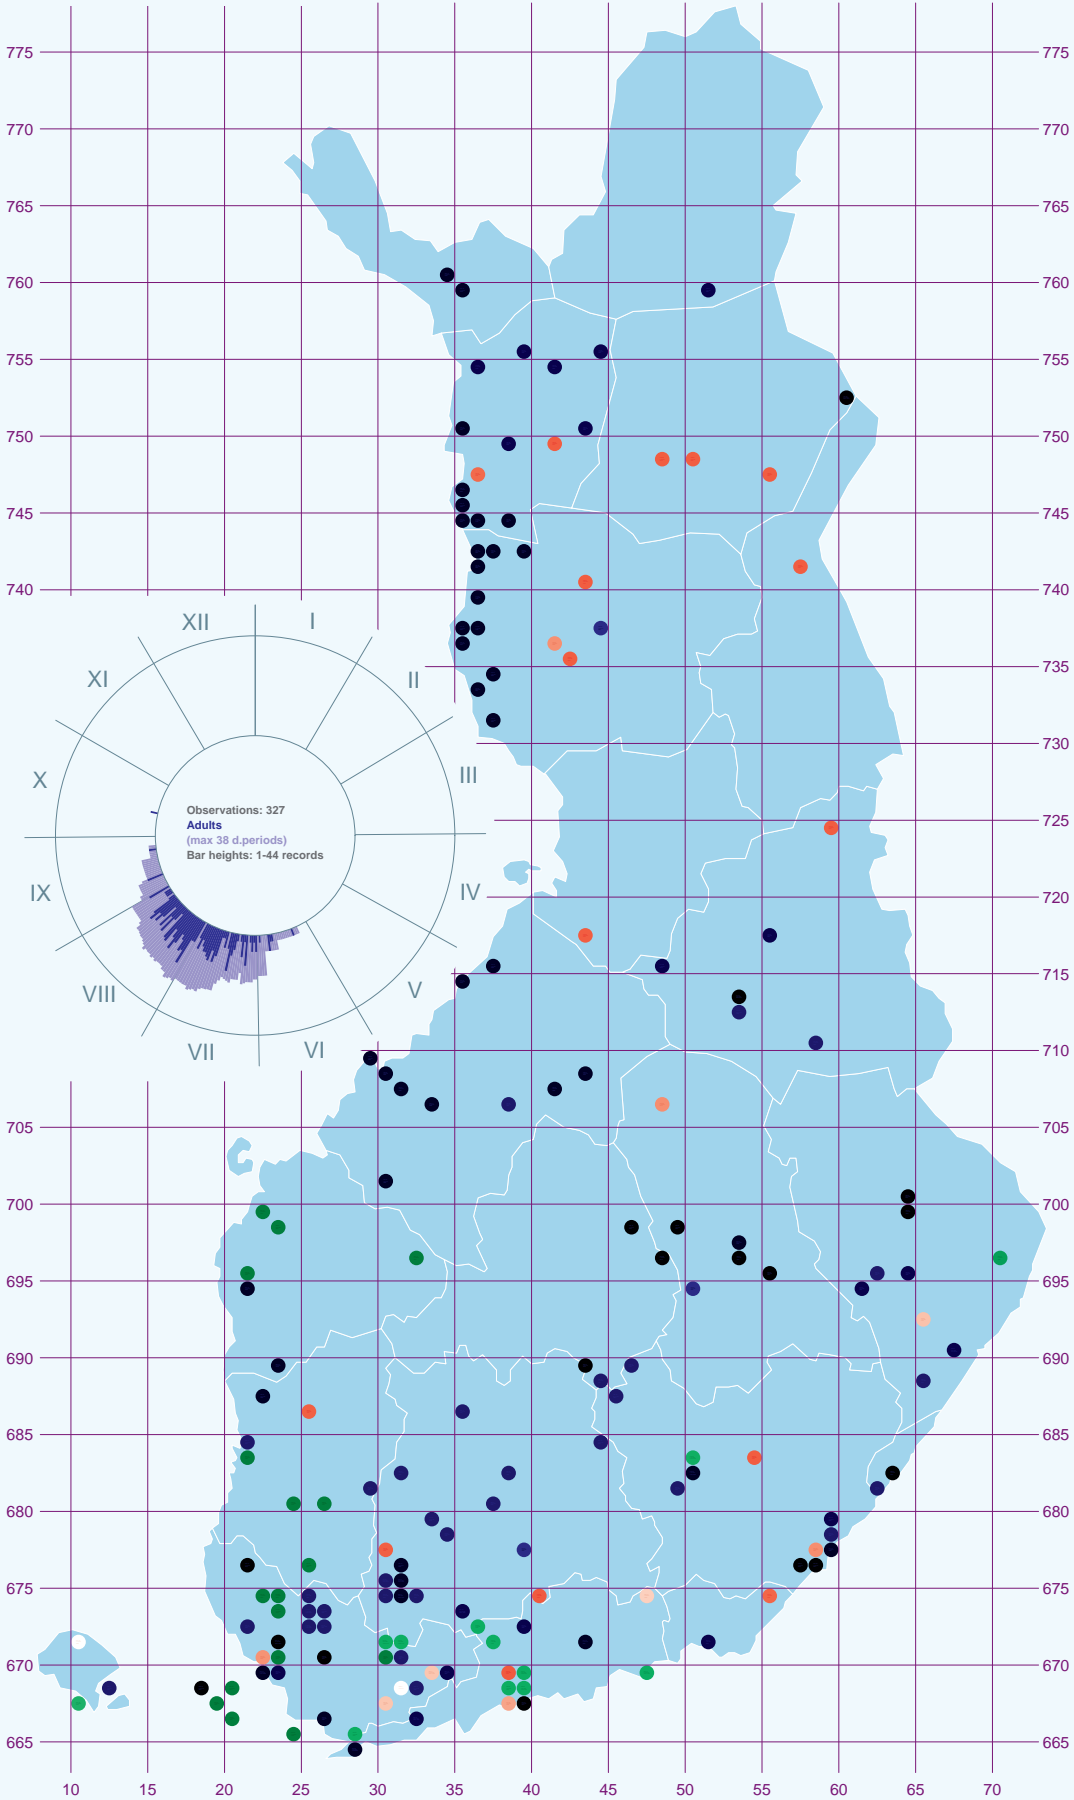 775 775
770 770
765 765
760 760
755 755
750 750
745 745
740 740
XII I
XI II
735
730
X III
Observations: 327
Adults
(max 38 d.periods)
Bar heights: 1-44 records
725
IX IV
720
VIII V
715
VII VI
710
705 705
700 700
695 695
690 690
685 685
680 680
675 675
670 670
665 665
10 15 20 25 30 35 40 45 50 55 60 65 70